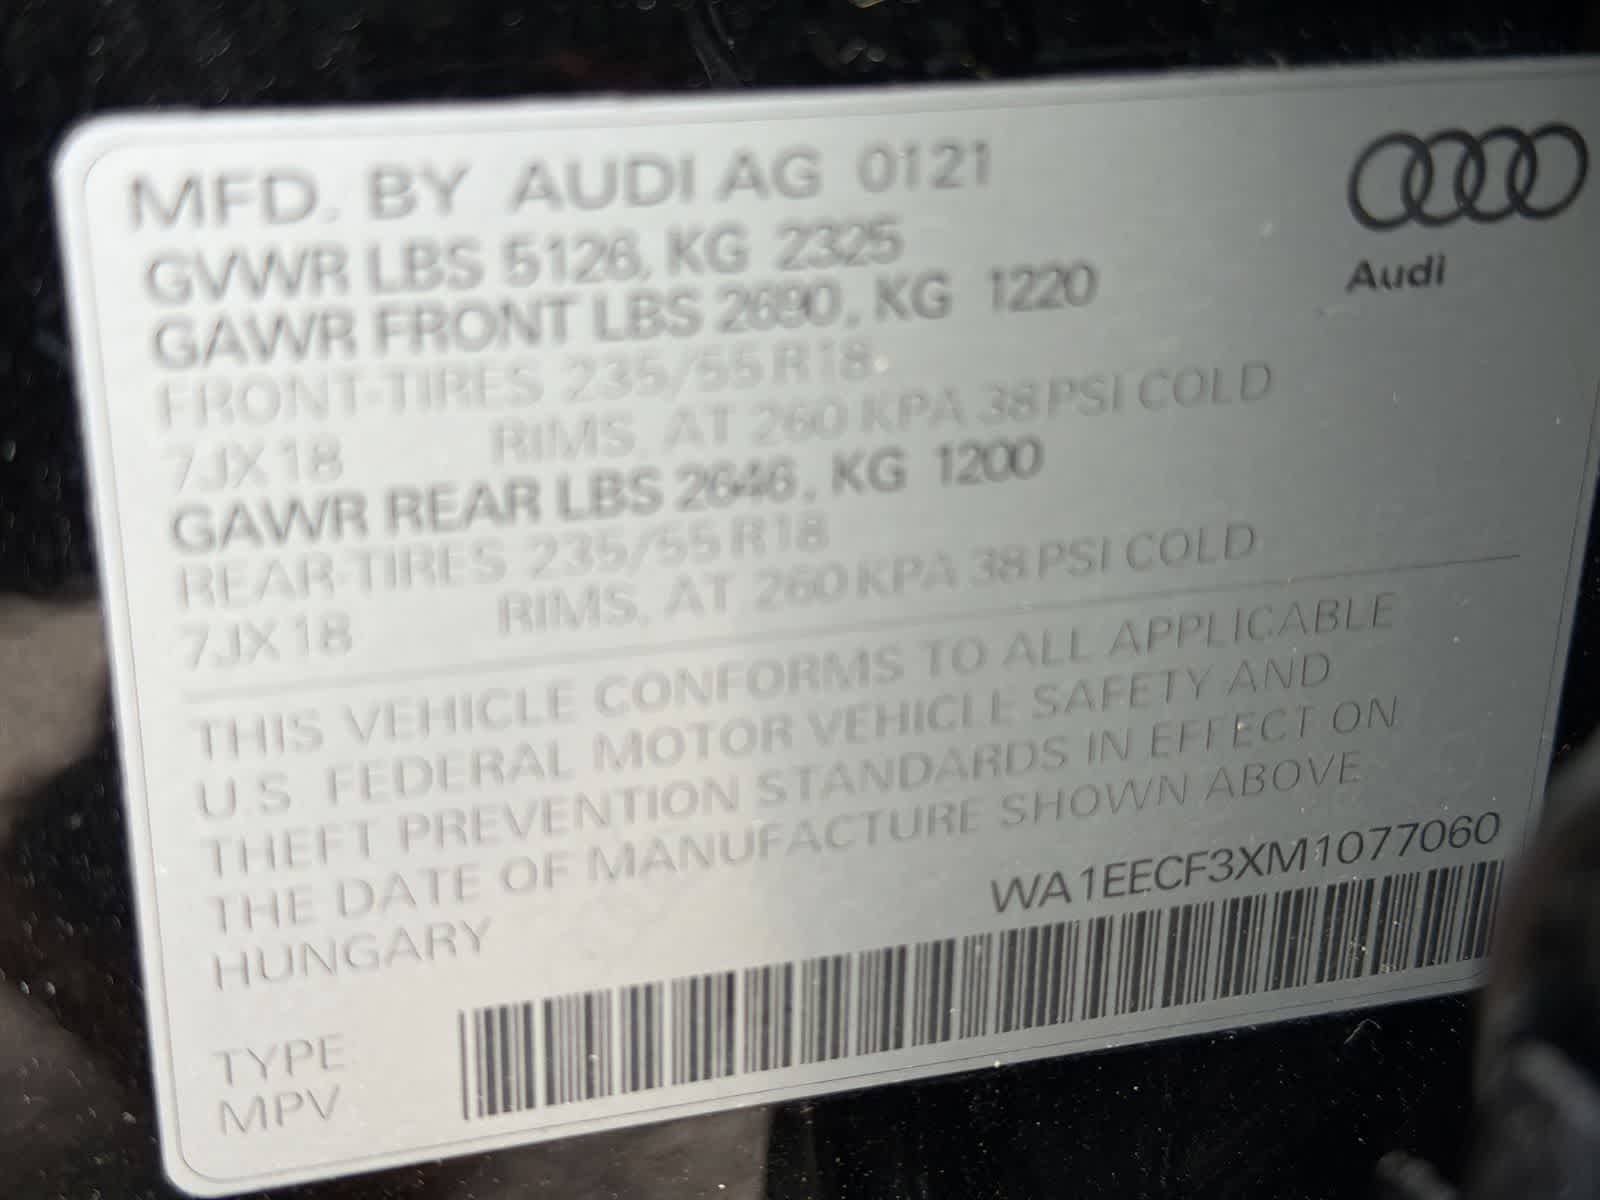 MFD. BY AUDI AG 0121
GVWR LBS 5126, KG 2325
GAWR FRONT LBS 2690, KG 1220
FRONT-TIRES 235/55 R18
7JX18 RIMS, AT 260 KPA 38 PSI COLD
GAWR REAR LBS 2646, KG 1200
REAR-TIRES 235/55 R18
7JX18 RIMS, AT 260 KPA 38 PSI COLD
THIS VEHICLE CONFORMS TO ALL APPLICABLE
U.S. FEDERAL MOTOR VEHICLE SAFETY AND
THEFT PREVENTION STANDARDS IN EFFECT ON
THE DATE OF MANUFACTURE SHOWN ABOVE
HUNGARY
WA1EECF3XM1077060
TYPE
MPV
Audi